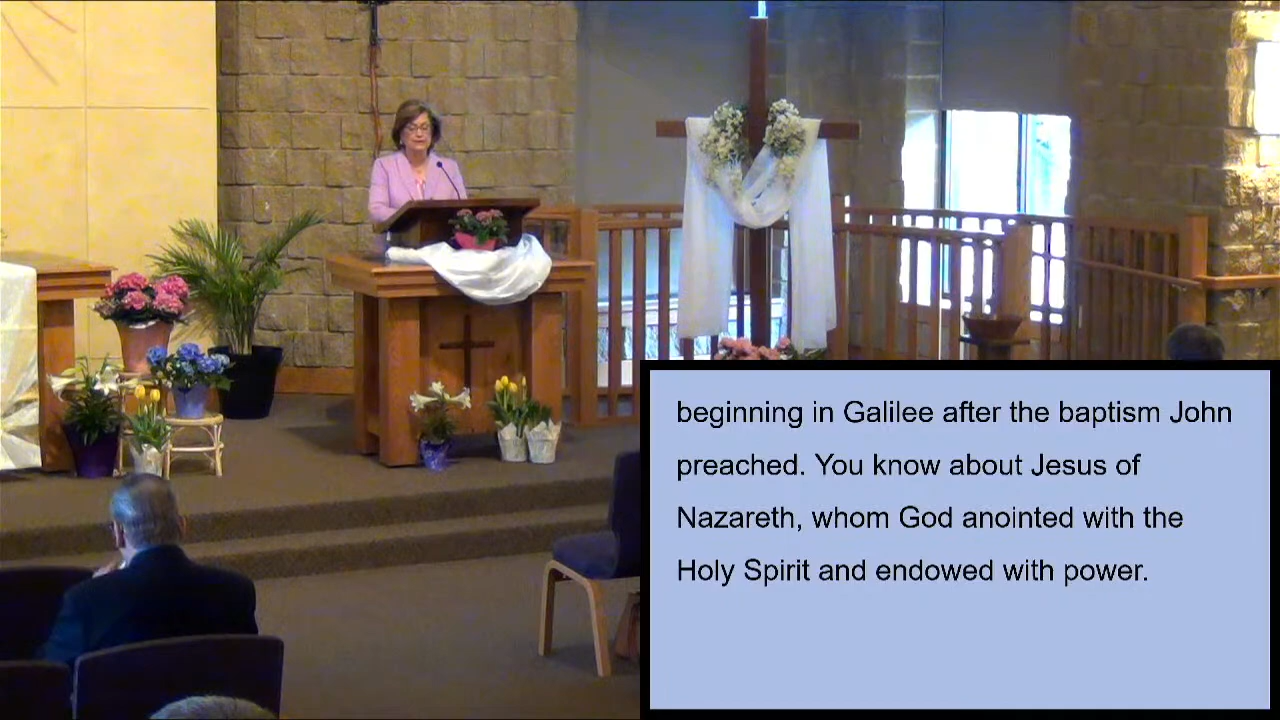 beginning in Galilee after the baptism John
preached. You know about Jesus of
Nazareth, whom God anointed with the
Holy Spirit and endowed with power.